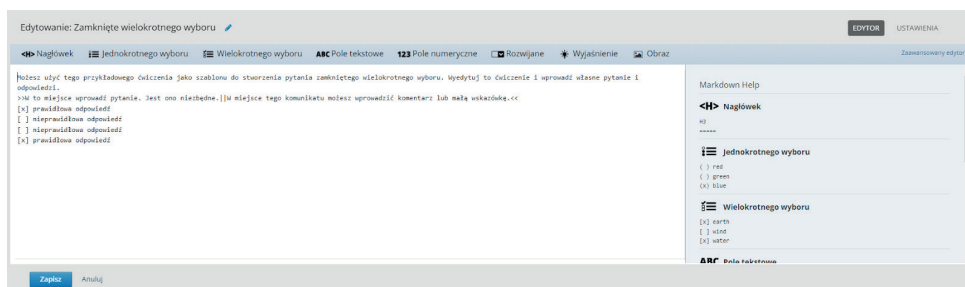 Edytowanie: Zamknięte wielokrotnego wyboru
EDYTOR USTAWIENIA
<H> Nagłówek Jednokrotnego wyboru Wielokrotnego wyboru ABC Pole tekstowe 123 Pole numeryczne Rozwijane Wyjaśnienie Obraz Zaawansowany edytor
Możesz użyć tego przykładowego ćwiczenia jako szablonu do stworzenia pytania zamkniętego wielokrotnego wyboru. Wyedytuj to ćwiczenie i wprowadź własne pytanie i
odpowiedzi.
>>W to miejsce wprowadź pytanie. Jest ono niezbędne.||W miejsce tego komunikatu możesz wprowadzić komentarz lub małą wskazówkę.<<
[x] prawidłowa odpowiedź
[ ] nieprawidłowa odpowiedź
[ ] nieprawidłowa odpowiedź
[x] prawidłowa odpowiedź
Markdown Help
<H> Nagłówek
H3
=====
Jednokrotnego wyboru
( ) red
( ) green
(x) blue
Wielokrotnego wyboru
[x] earth
[ ] wind
[x] water
ABC Pole tekstowe
Zapisz Anuluj